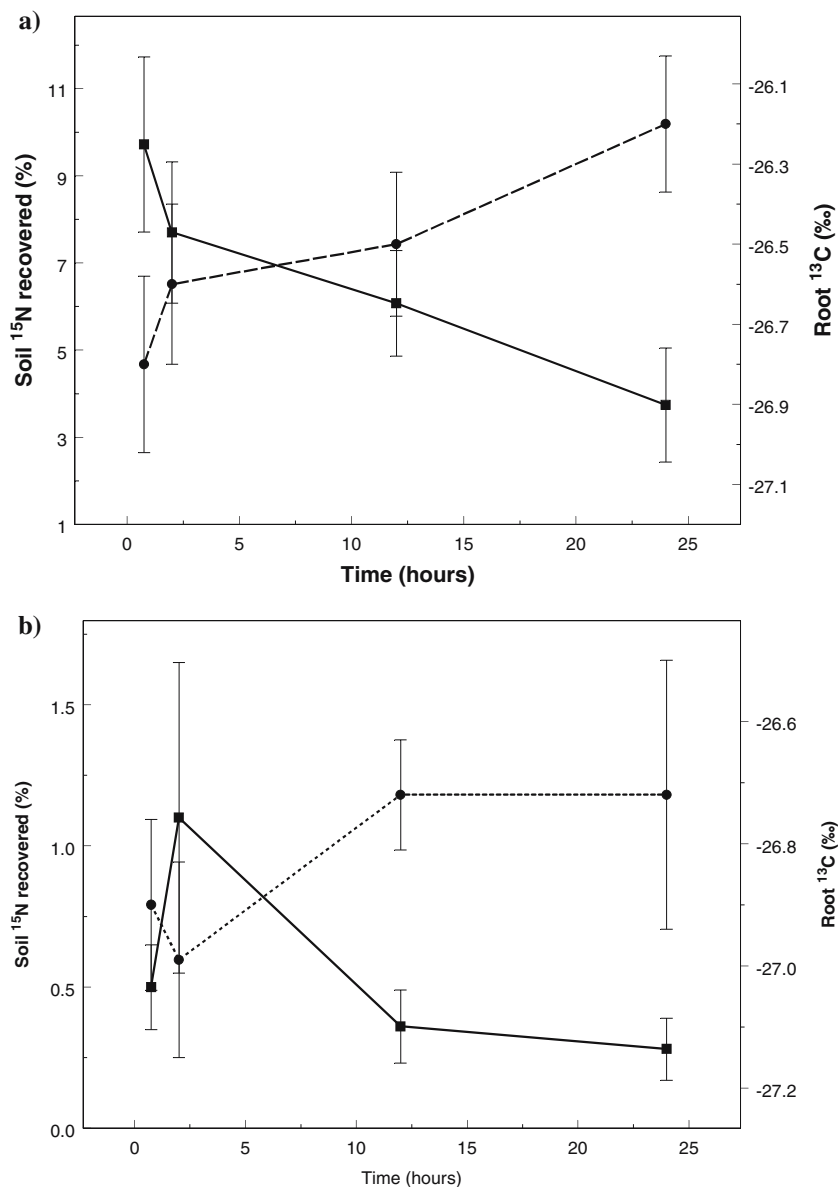 a)
11
9
7
5
3
1
Soil ¹⁵N recovered (%)
-26.1
-26.3
-26.5
-26.7
-26.9
-27.1
Root ¹³C (‰)
0 5 10 15 20 25
Time (hours)
b)
1.5
1.0
0.5
0.0
Soil ¹⁵N recovered (%)
-26.6
-26.8
-27.0
-27.2
Root ¹³C (‰)
0 5 10 15 20 25
Time (hours)